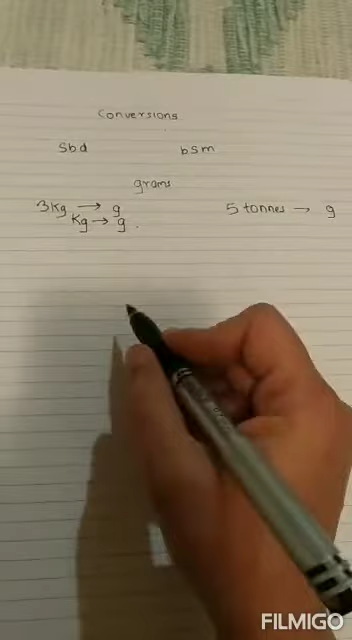 Conversions
sbd bsm
grams
3kg → g 5 tonnes → g
kg → g .
FILMIGO